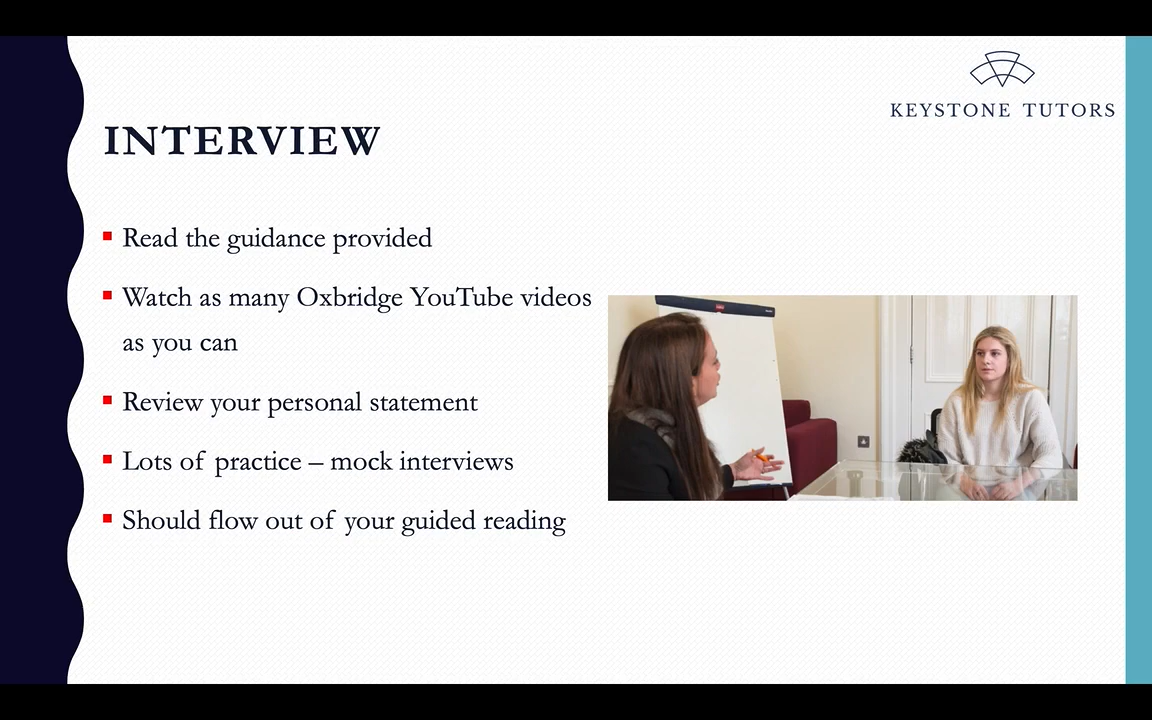 KEYSTONE TUTORS
INTERVIEW
Read the guidance provided
Watch as many Oxbridge YouTube videos
as you can
Review your personal statement
Lots of practice – mock interviews
Should flow out of your guided reading